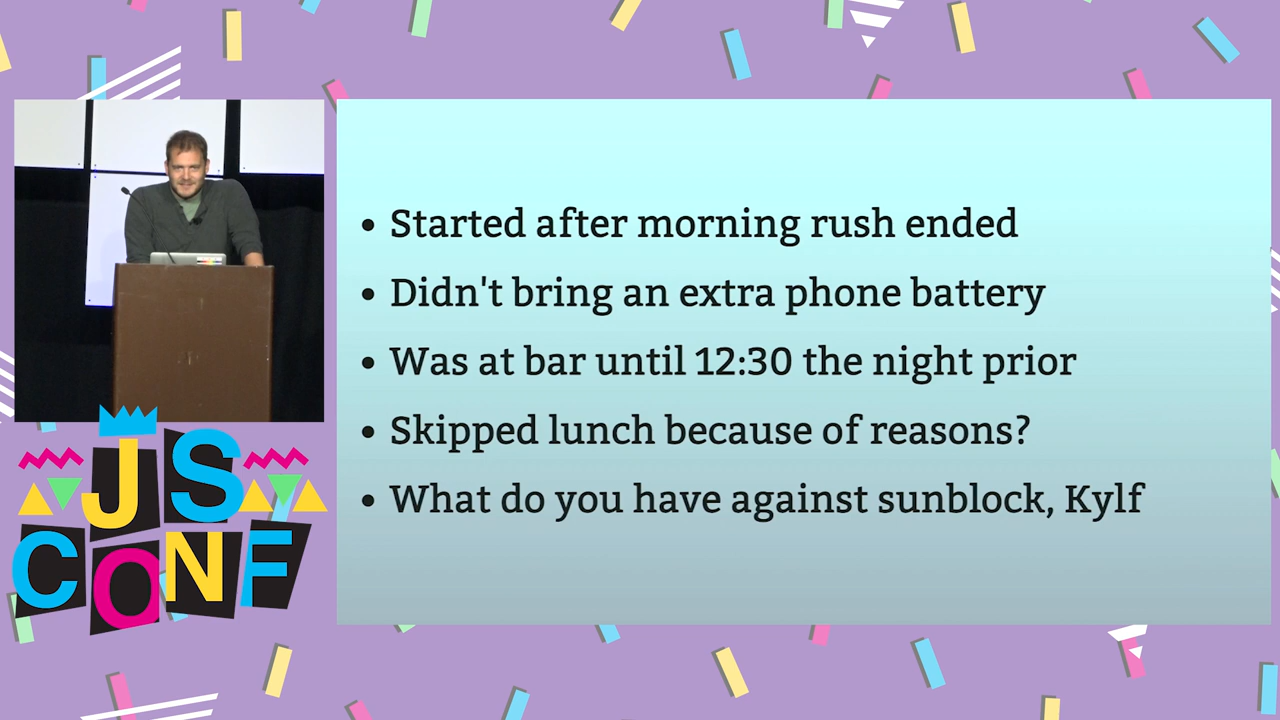 • Started after morning rush ended
• Didn't bring an extra phone battery
• Was at bar until 12:30 the night prior
• Skipped lunch because of reasons?
• What do you have against sunblock, Kylf
JS
CONF